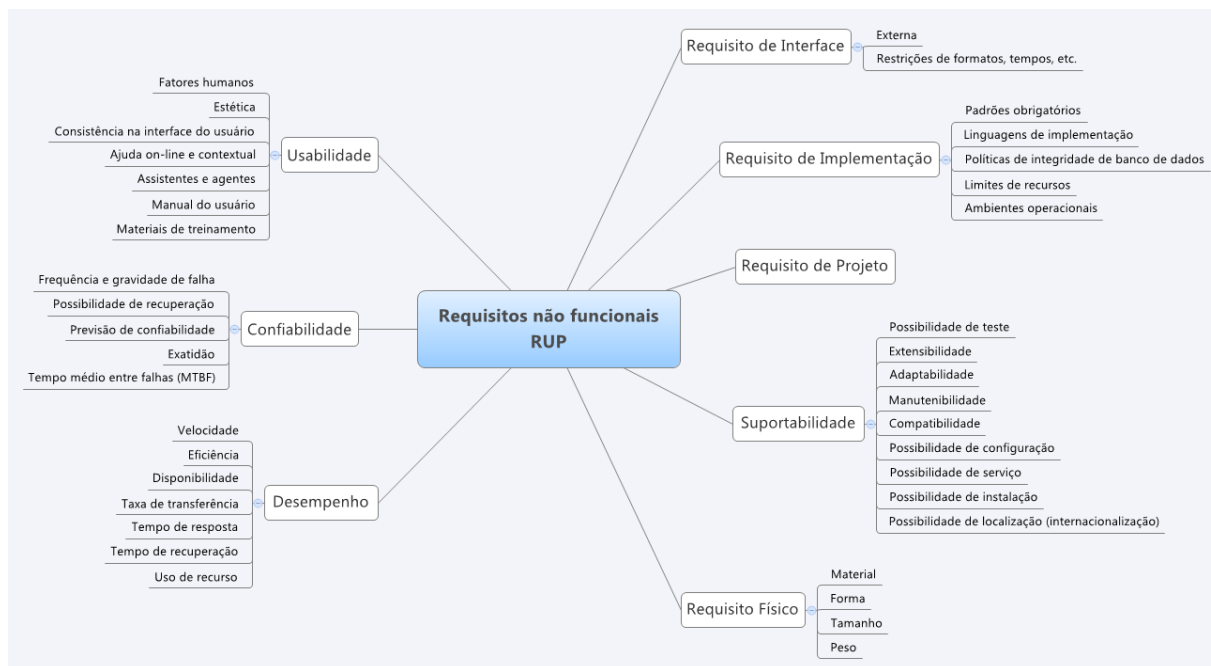 Requisitos não funcionais
RUP
Usabilidade
Fatores humanos
Estética
Consistência na interface do usuário
Ajuda on-line e contextual
Assistentes e agentes
Manual do usuário
Materiais de treinamento
Confiabilidade
Frequência e gravidade de falha
Possibilidade de recuperação
Previsão de confiabilidade
Exatidão
Tempo médio entre falhas (MTBF)
Desempenho
Velocidade
Eficiência
Disponibilidade
Taxa de transferência
Tempo de resposta
Tempo de recuperação
Uso de recurso
Requisito de Interface
Externa
Restrições de formatos, tempos, etc.
Requisito de Implementação
Padrões obrigatórios
Linguagens de implementação
Políticas de integridade de banco de dados
Limites de recursos
Ambientes operacionais
Requisito de Projeto
Suportabilidade
Possibilidade de teste
Extensibilidade
Adaptabilidade
Manutenibilidade
Compatibilidade
Possibilidade de configuração
Possibilidade de serviço
Possibilidade de instalação
Possibilidade de localização (internacionalização)
Requisito Físico
Material
Forma
Tamanho
Peso